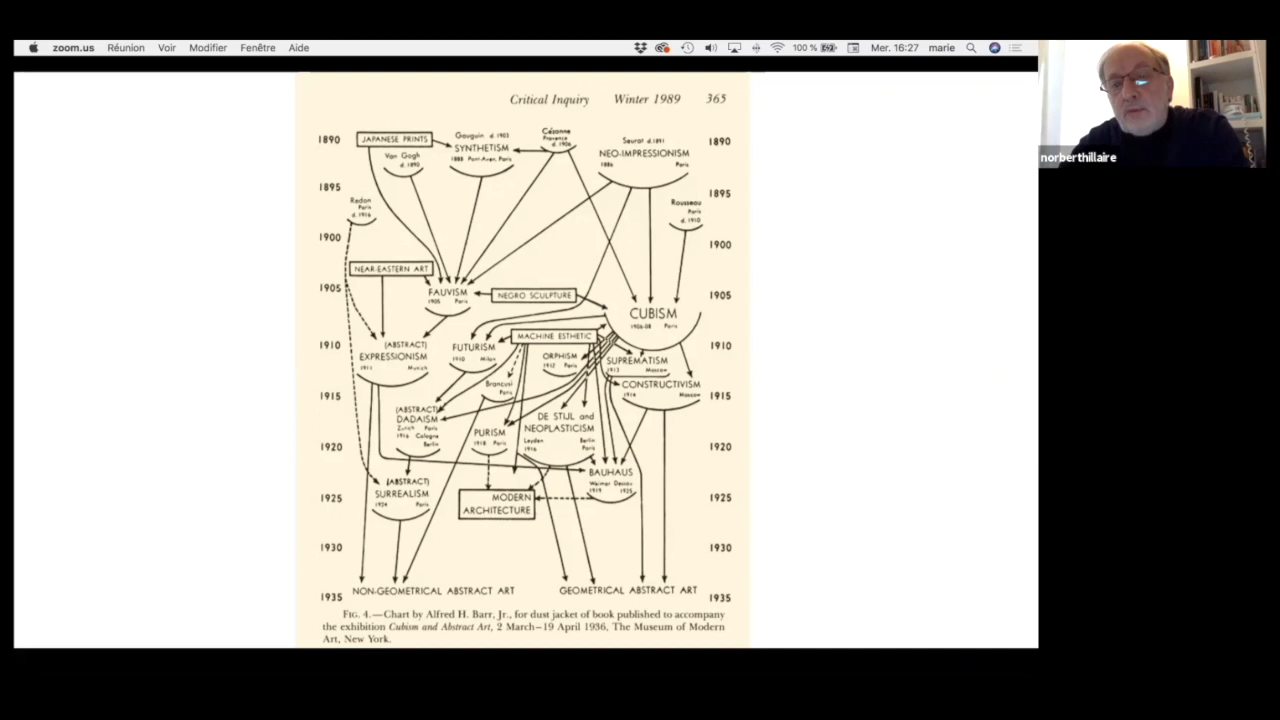 zoom.us Réunion Voir Modifier Fenêtre Aide 100 % Mer. 16:27 marie
norberthillaire
Critical Inquiry Winter 1989 365
1890 JAPANESE PRINTS Gauguin d. 1903 Cézanne Provence d. 1906 Seurat d. 1891 1890
SYNTHETISM
1888 Pont-Aven, Paris
NEO-IMPRESSIONISM
1886 Paris
Van Gogh
d. 1890
1895 1895
Redon
Paris
d. 1916
Rousseau
Paris
d. 1910
1900 1900
NEAR-EASTERN ART
1905 FAUVISM NEGRO SCULPTURE 1905
1905 Paris
CUBISM
1906-08 Paris
MACHINE ESTHETIC
1910 1910
(ABSTRACT)
EXPRESSIONISM
1911 Munich
FUTURISM
1910 Milan
ORPHISM
1912 Paris
SUPREMATISM
1913 Moscow
Brancusi
Paris
CONSTRUCTIVISM
1914 Moscow
1915 1915
(ABSTRACT)
DADAISM
Zurich Paris
1916 Cologne
Berlin
PURISM
1918 Paris
DE STIJL and
NEOPLASTICISM
Leyden Berlin
1916 Paris
1920 1920
BAUHAUS
Weimar Dessau
1919 1925
(ABSTRACT)
SURREALISM
1924 Paris
MODERN
ARCHITECTURE
1925 1925
1930 1930
1935 NON-GEOMETRICAL ABSTRACT ART GEOMETRICAL ABSTRACT ART 1935
FIG. 4.—Chart by Alfred H. Barr, Jr., for dust jacket of book published to accompany
the exhibition Cubism and Abstract Art, 2 March–19 April 1936, The Museum of Modern
Art, New York.